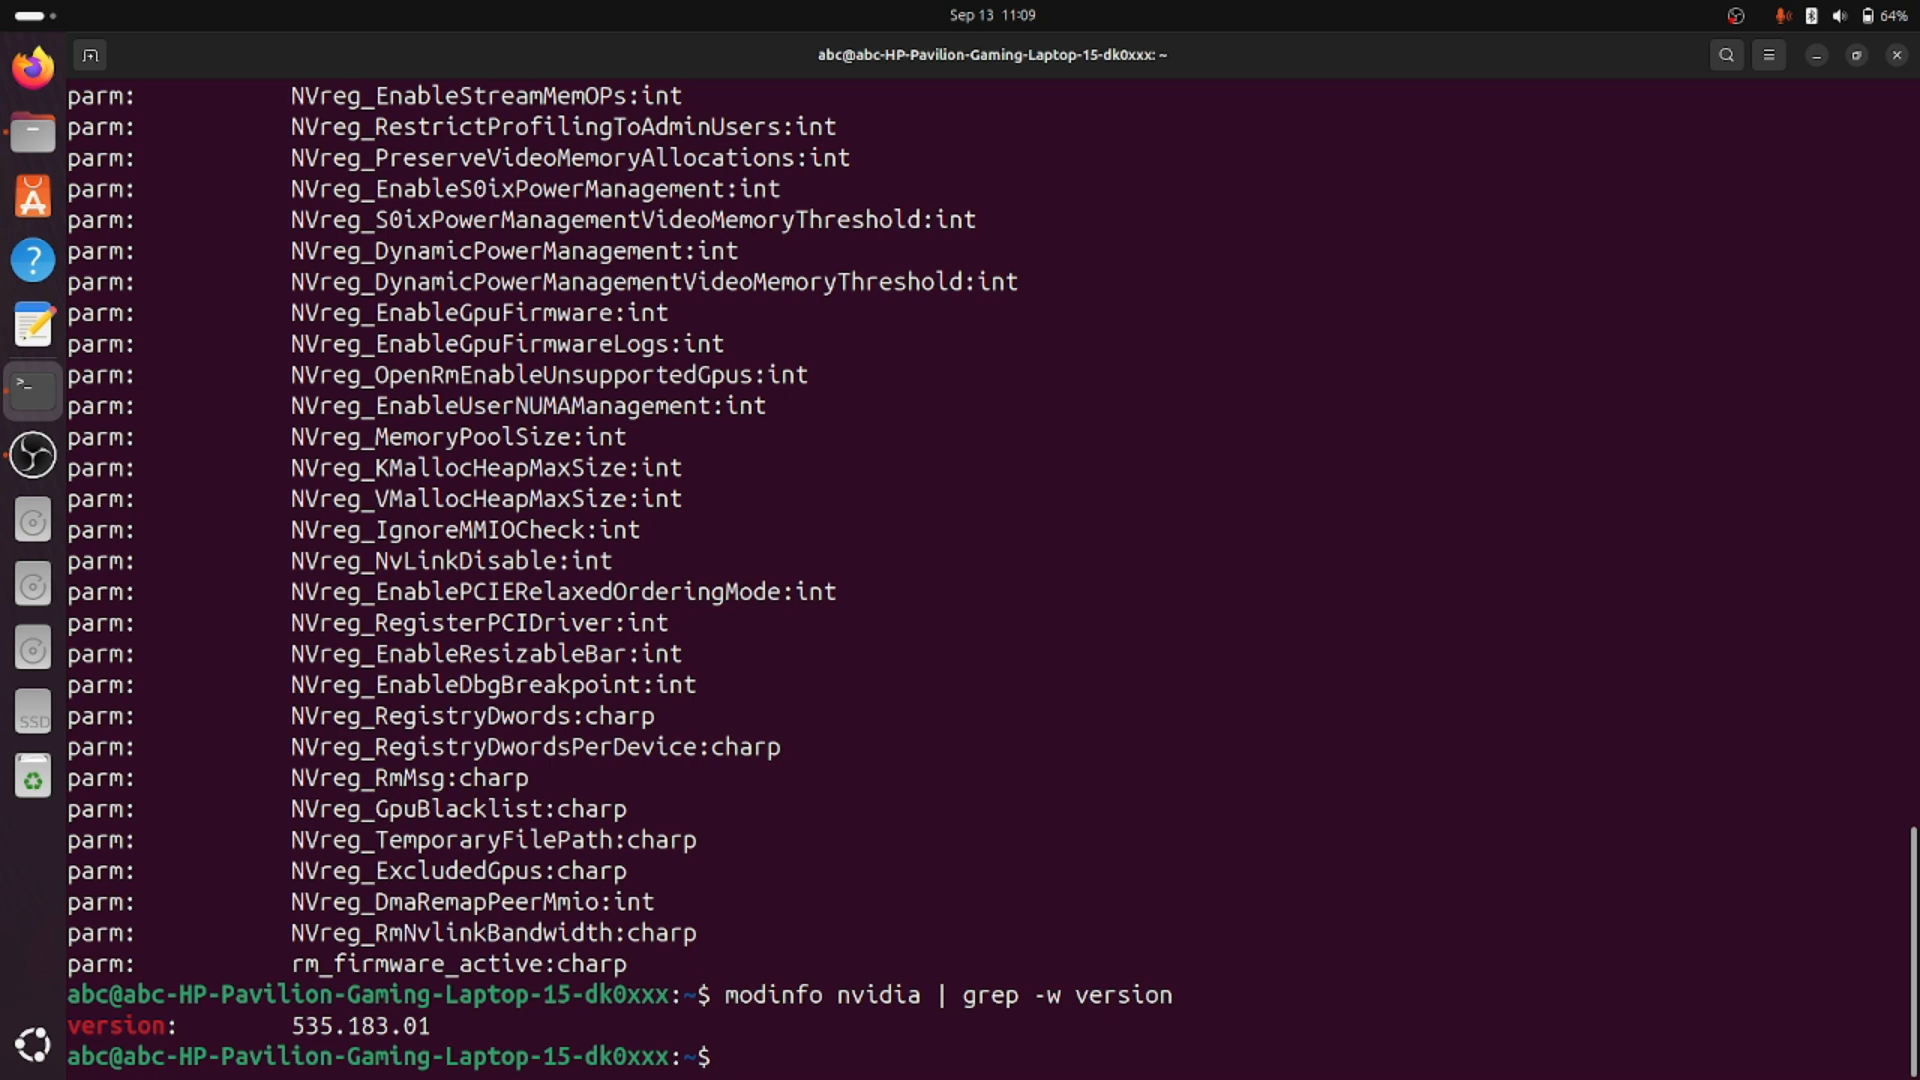 Sep 13 11:09
64%
abc@abc-HP-Pavilion-Gaming-Laptop-15-dk0xxx: ~
parm: NVreg_EnableStreamMemOPs:int
parm: NVreg_RestrictProfilingToAdminUsers:int
parm: NVreg_PreserveVideoMemoryAllocations:int
parm: NVreg_EnableS0ixPowerManagement:int
parm: NVreg_S0ixPowerManagementVideoMemoryThreshold:int
parm: NVreg_DynamicPowerManagement:int
parm: NVreg_DynamicPowerManagementVideoMemoryThreshold:int
parm: NVreg_EnableGpuFirmware:int
parm: NVreg_EnableGpuFirmwareLogs:int
parm: NVreg_OpenRmEnableUnsupportedGpus:int
parm: NVreg_EnableUserNUMAManagement:int
parm: NVreg_MemoryPoolSize:int
parm: NVreg_KMallocHeapMaxSize:int
parm: NVreg_VMallocHeapMaxSize:int
parm: NVreg_IgnoreMMIOCheck:int
parm: NVreg_NvLinkDisable:int
parm: NVreg_EnablePCIERelaxedOrderingMode:int
parm: NVreg_RegisterPCIDriver:int
parm: NVreg_EnableResizableBar:int
parm: NVreg_EnableDbgBreakpoint:int
parm: NVreg_RegistryDwords:charp
parm: NVreg_RegistryDwordsPerDevice:charp
parm: NVreg_RmMsg:charp
parm: NVreg_GpuBlacklist:charp
parm: NVreg_TemporaryFilePath:charp
parm: NVreg_ExcludedGpus:charp
parm: NVreg_DmaRemapPeerMmio:int
parm: NVreg_RmNvlinkBandwidth:charp
parm: rm_firmware_active:charp
abc@abc-HP-Pavilion-Gaming-Laptop-15-dk0xxx:~$ modinfo nvidia | grep -w version
version: 535.183.01
abc@abc-HP-Pavilion-Gaming-Laptop-15-dk0xxx:~$
SSD